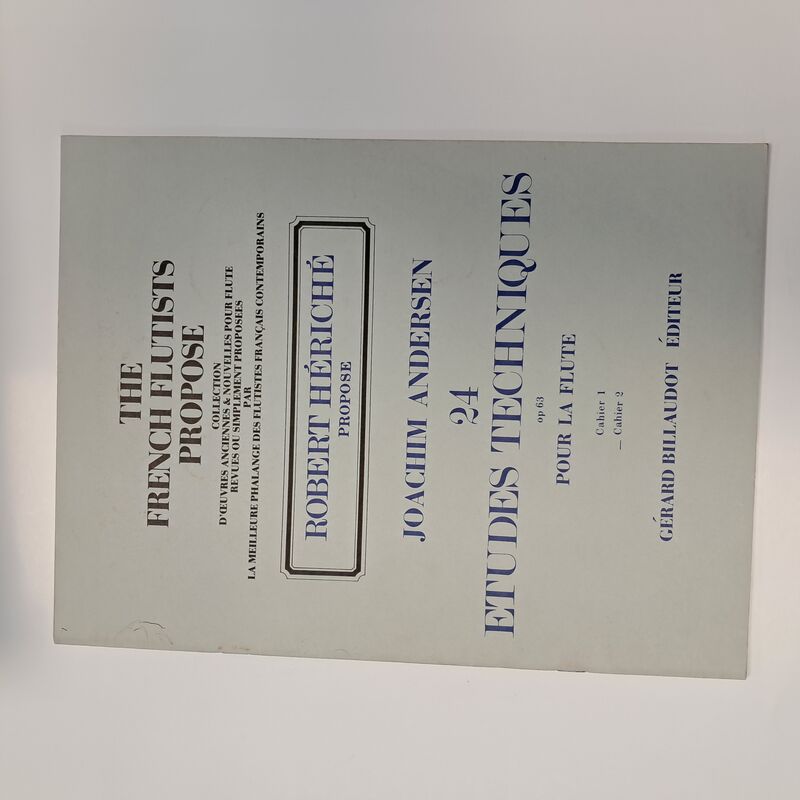 THE
FRENCH FLUTISTS
PROPOSE
COLLECTION
D'ŒUVRES ANCIENNES & NOUVELLES POUR FLUTE
REVUES OU SIMPLEMENT PROPOSÉES
PAR
LA MEILLEURE PHALANGE DES FLUTISTES FRANÇAIS CONTEMPORAINS
ROBERT HÉRICHÉ
PROPOSE
JOACHIM ANDERSEN
24
ETUDES TECHNIQUES
op 63
POUR LA FLUTE
Cahier 1
— Cahier 2
GÉRARD BILLAUDOT ÉDITEUR